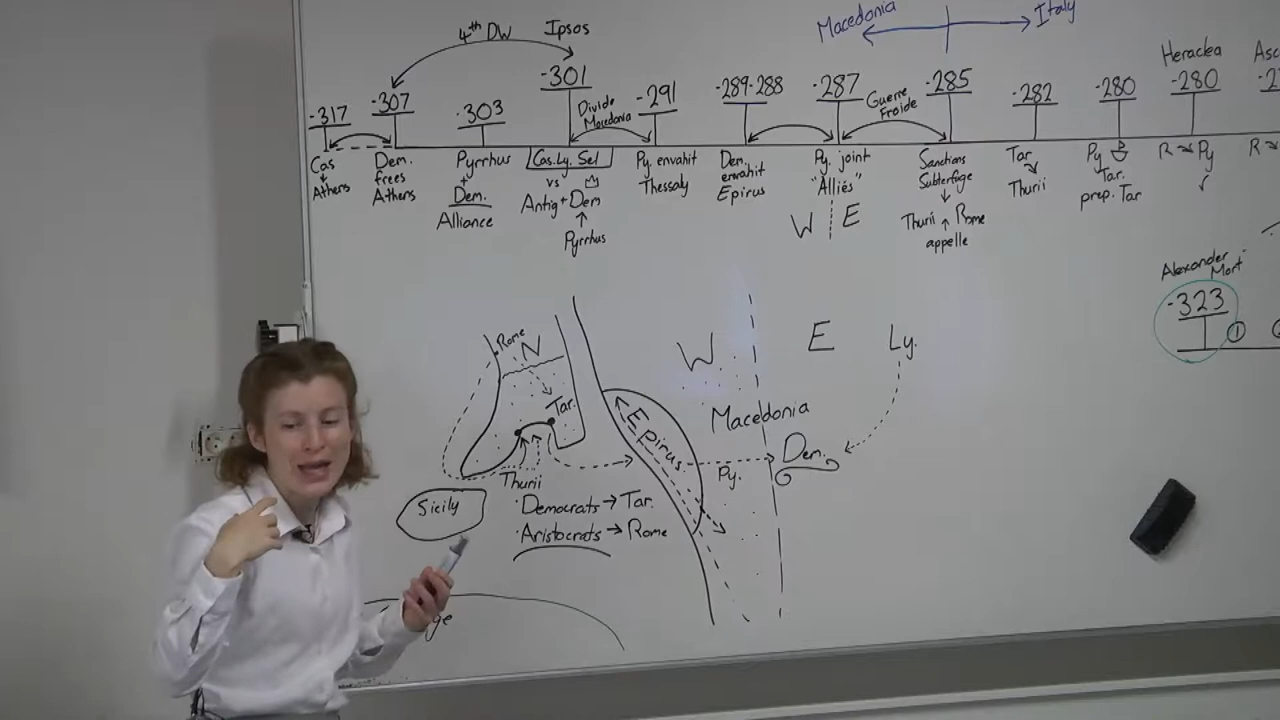 Macedonia
Italy
4th DW
Ipsos
Heraclea
-317
-307
-303
-301
-291
-289-288
-287
-285
-282
-280
-280
Divide
Macedonia
Guerre
Froide
Cas
Athens
Dem.
frees
Athens
Pyrrhus
+
Dem.
Alliance
Cas. Ly. Sel
vs
Antig + Dem
Pyrrhus
Py. envahit
Thessaly
Dem.
envahit
Epirus
Py. joint
"Alliés"
W E
Sanctions
Subterfuge
Thurii Rome
appelle
Tar
Thurii
Py
Tar.
prep. Tar
R Py
R
Alexander
Mort
-323
①
Rome
N
Tar.
Thurii
Sicily
· Democrats → Tar.
· Aristocrats → Rome
Epirus
W
E
Ly.
Macedonia
Dem.
Py.